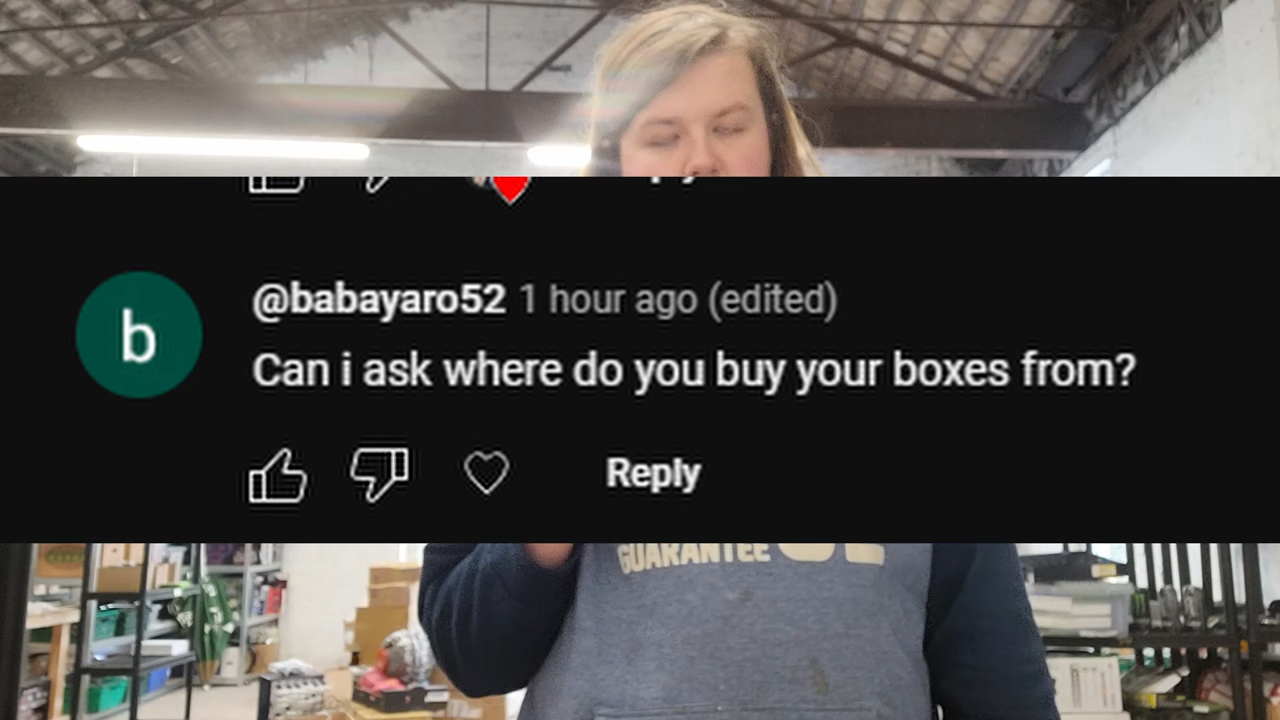 b
@babayaro52 1 hour ago (edited)
Can i ask where do you buy your boxes from?
Reply
GUARANTEE